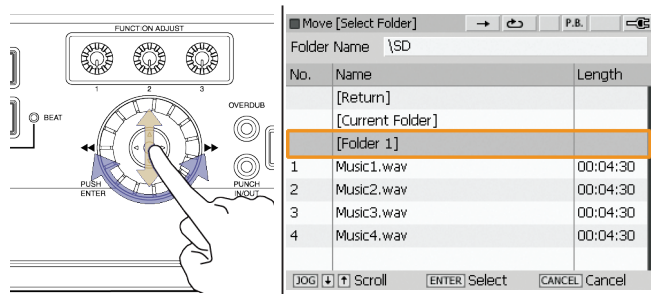 FUNCTION ADJUST
1 2 3
OVERDUB
BEAT
PUSH
ENTER
PUNCH
IN/OUT
Move [Select Folder] P.B.
Folder Name \SD
No. Name Length
[Return]
[Current Folder]
[Folder 1]
1 Music1.wav 00:04:30
2 Music2.wav 00:04:30
3 Music3.wav 00:04:30
4 Music4.wav 00:04:30
JOG Scroll ENTER Select CANCEL Cancel